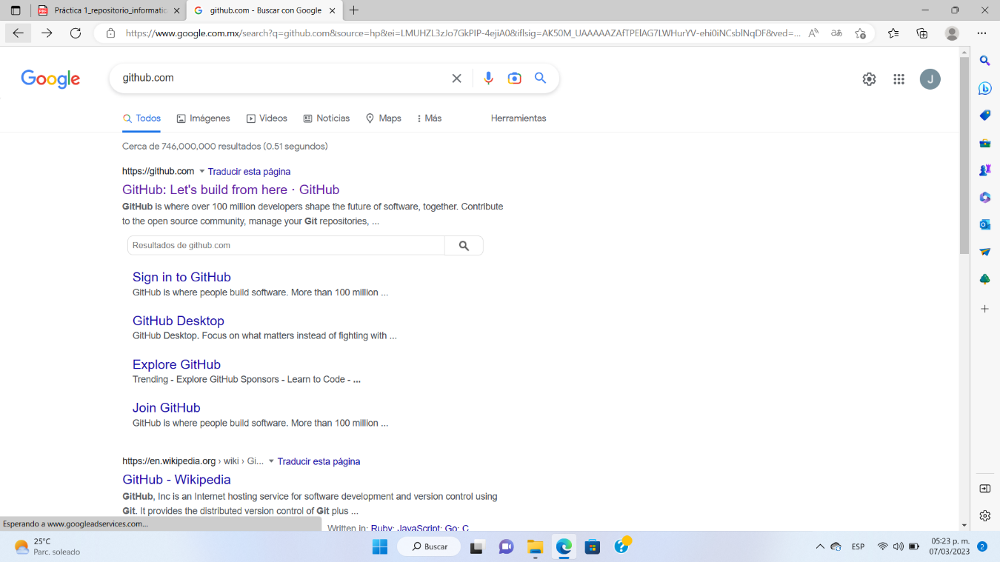 Práctica 1_repositorio_informatic
github.com - Buscar con Google
https://www.google.com.mx/search?q=github.com&source=hp&ei=LMUHZL3zJo7GkPIP-4ejiA0&iflsig=AK50M_UAAAAAZAfTPElAG7LWHurYV-ehi0iNCsblNqDF&ved=...
Google
github.com
J
Todos
Imágenes
Videos
Noticias
Maps
Más
Herramientas
Cerca de 746,000,000 resultados (0.51 segundos)
https://github.com Traducir esta página
GitHub: Let's build from here · GitHub
GitHub is where over 100 million developers shape the future of software, together. Contribute
to the open source community, manage your Git repositories, ...
Resultados de github.com
Sign in to GitHub
GitHub is where people build software. More than 100 million ...
GitHub Desktop
GitHub Desktop. Focus on what matters instead of fighting with ...
Explore GitHub
Trending - Explore GitHub Sponsors - Learn to Code - ...
Join GitHub
GitHub is where people build software. More than 100 million ...
https://en.wikipedia.org › wiki › Gi... Traducir esta página
GitHub - Wikipedia
GitHub, Inc is an Internet hosting service for software development and version control using
Git. It provides the distributed version control of Git plus ...
Esperando a www.googleadservices.com...
Written in: Ruby; JavaScript; Go; C
25°C
Parc. soleado
Buscar
ESP
05:23 p. m.
07/03/2023
2